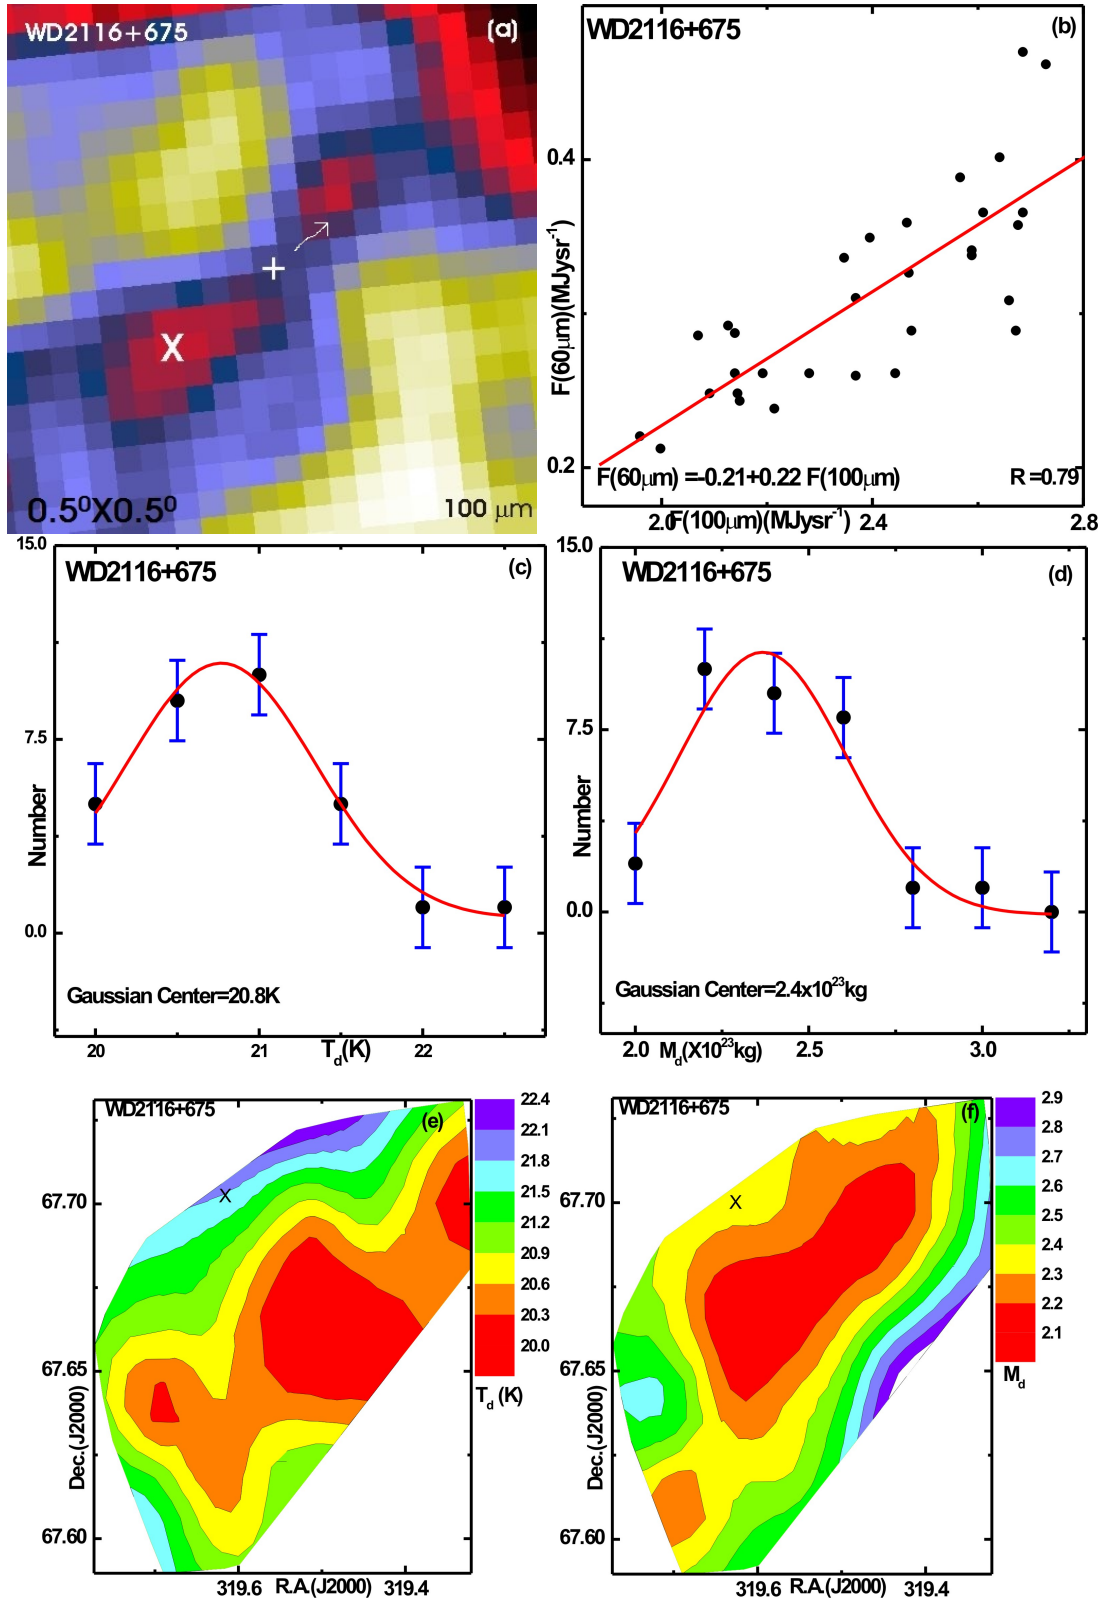 WD2116+675
(a)
X
+
0.5⁰X0.5⁰
100 μm
WD2116+675
(b)
0.4
0.2
F(60μm)(MJysr⁻¹)
F(60μm) =-0.21+0.22 F(100μm)
R =0.79
2.0
2.4
2.8
F(100μm)(MJysr⁻¹)
WD2116+675
(c)
15.0
7.5
0.0
Number
Gaussian Center=20.8K
20
21
22
T_d(K)
WD2116+675
(d)
15.0
7.5
0.0
Number
Gaussian Center=2.4x10²³kg
2.0
2.5
3.0
M_d(X10²³kg)
WD2116+675
(e)
X
67.70
67.65
67.60
Dec.(J2000)
319.6
319.4
R.A.(J2000)
22.4
22.1
21.8
21.5
21.2
20.9
20.6
20.3
20.0
T_d (K)
WD2116+675
(f)
X
67.70
67.65
67.60
Dec.(J2000)
319.6
319.4
R.A.(J2000)
2.9
2.8
2.7
2.6
2.5
2.4
2.3
2.2
2.1
M_d